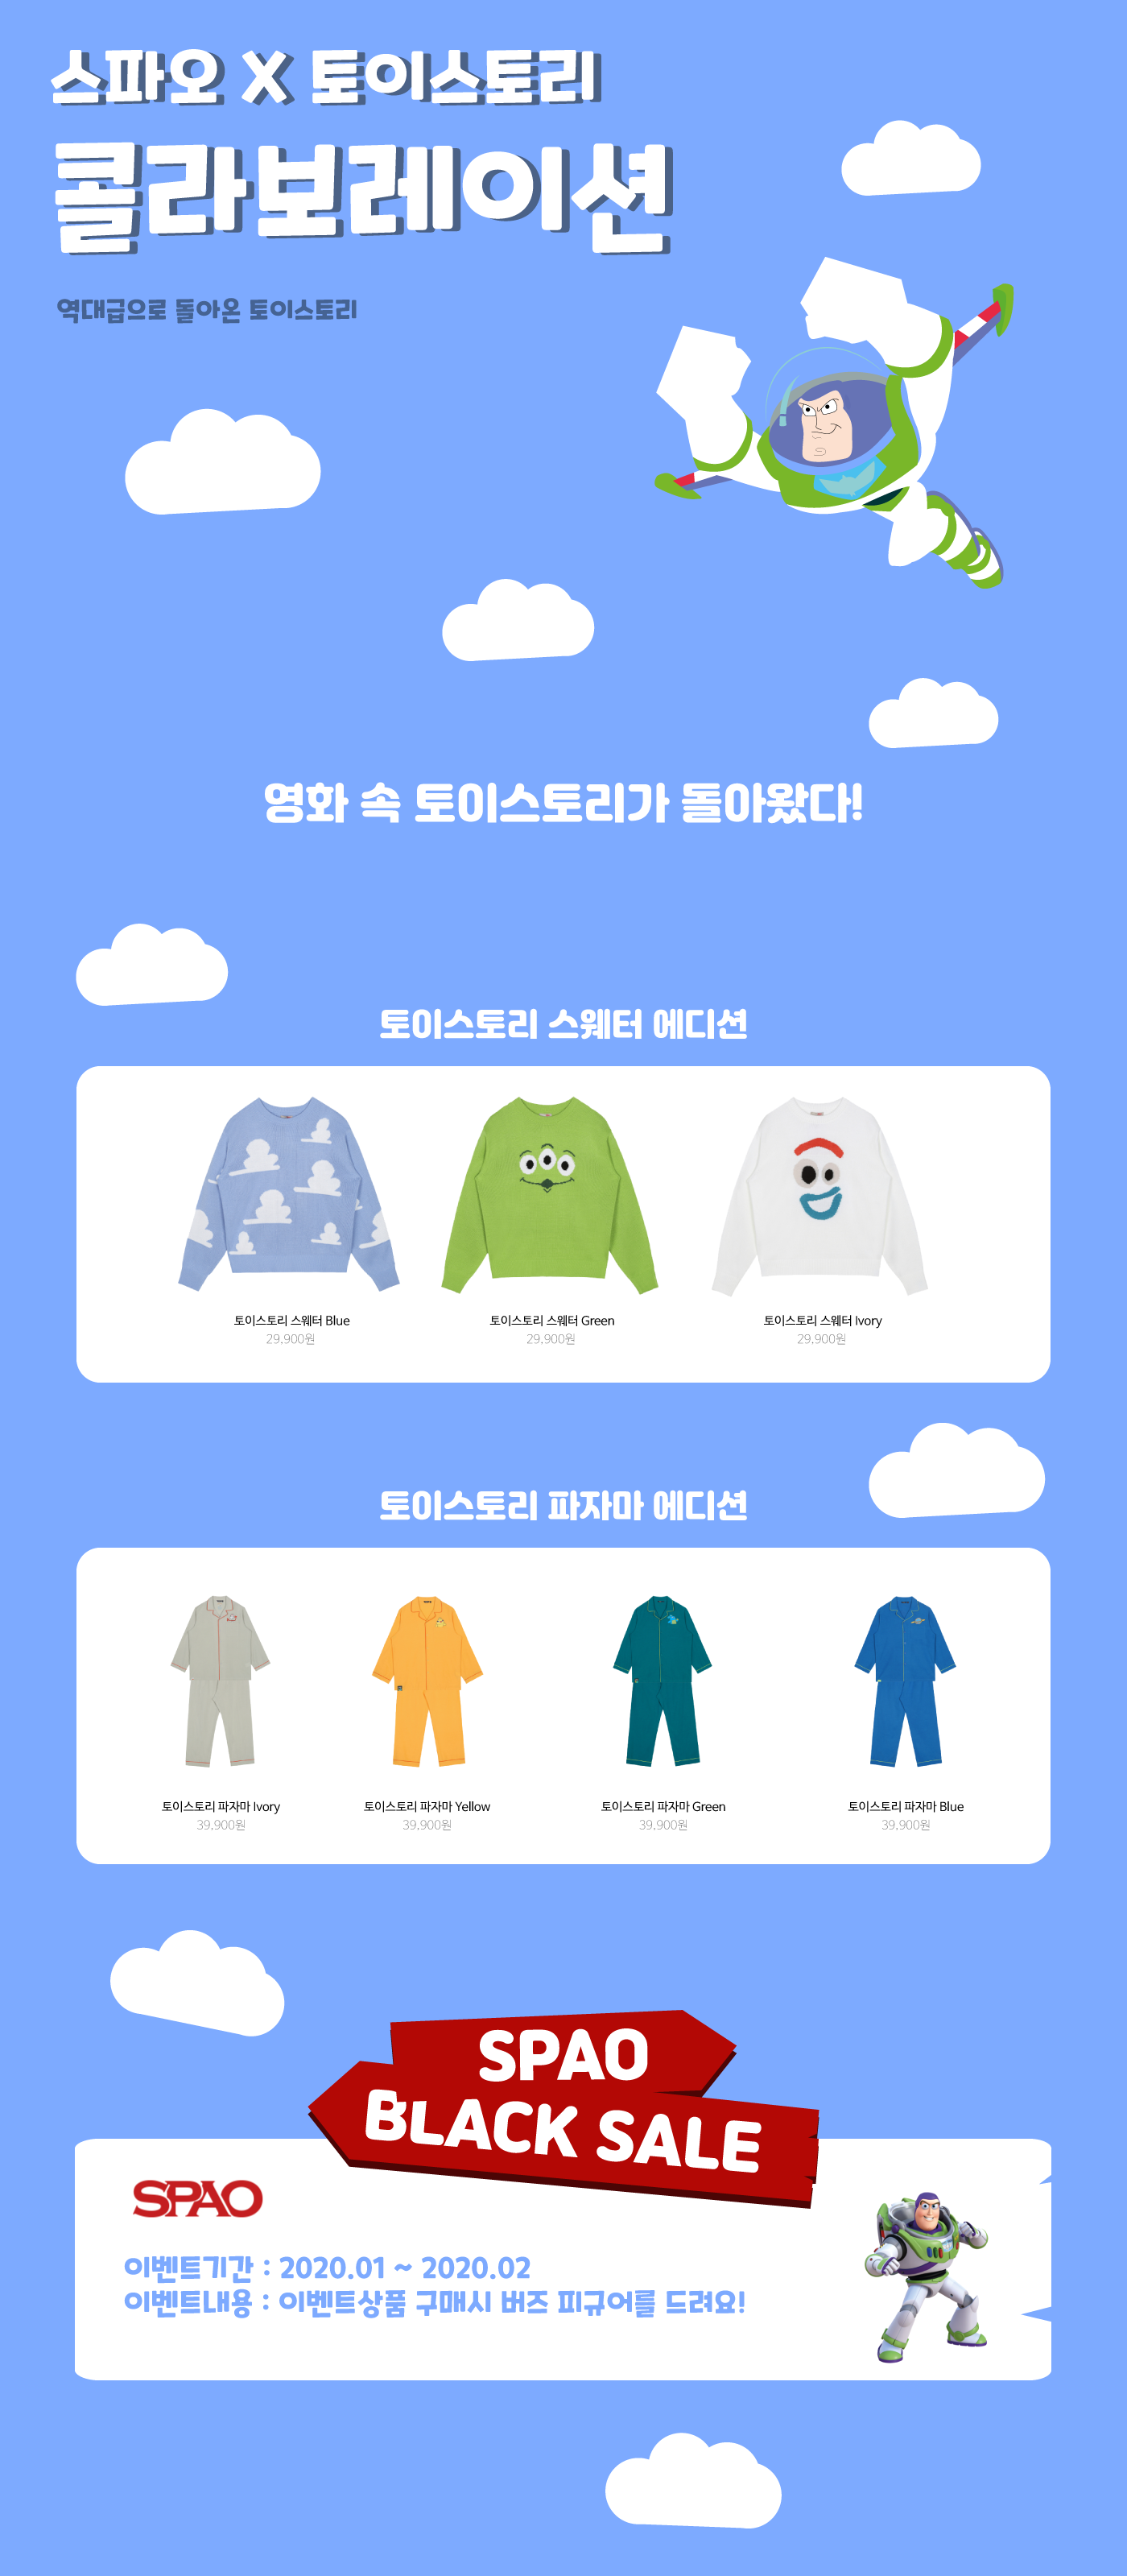 스파오 X 토이스토리
콜라보레이션
역대급으로 돌아온 토이스토리
영화 속 토이스토리가 돌아왔다!
토이스토리 스웨터 에디션
토이스토리 스웨터 Blue
29,900원
토이스토리 스웨터 Green
29,900원
토이스토리 스웨터 Ivory
29,900원
토이스토리 파자마 에디션
토이스토리 파자마 Ivory
39,900원
토이스토리 파자마 Yellow
39,900원
토이스토리 파자마 Green
39,900원
토이스토리 파자마 Blue
39,900원
SPAO
BLACK SALE
SPAO
이벤트기간 : 2020.01 ~ 2020.02
이벤트내용 : 이벤트상품 구매시 버즈 피규어를 드려요!